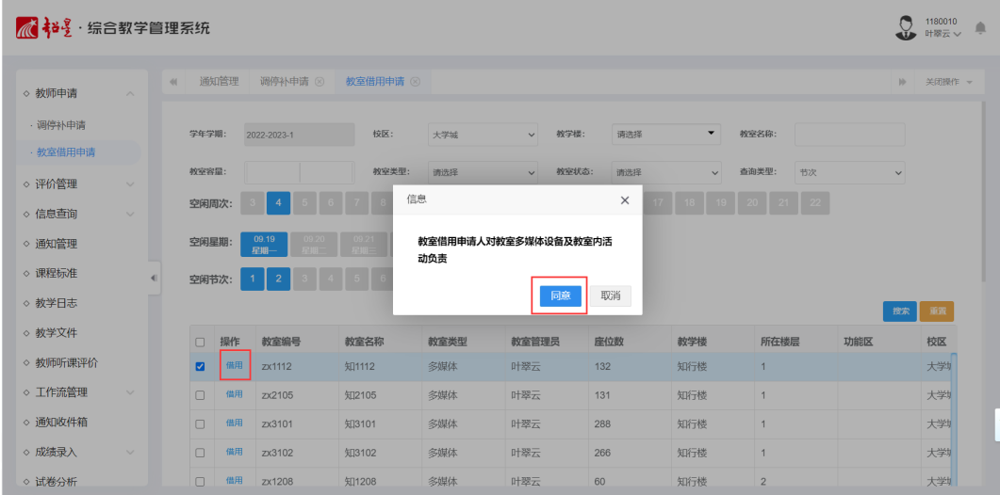 裕星·综合教学管理系统
1180010
叶翠云
教师申请
· 调停补申请
· 教室借用申请
评价管理
信息查询
通知管理
课程标准
教学日志
教学文件
教师听课评价
工作流管理
通知收件箱
成绩录入
试卷分析
通知管理 调停补申请 教室借用申请 关闭操作
学年学期: 2022-2023-1 校区: 大学城 教学楼: 请选择 教室名称:
教室容量: 教室类型: 请选择 教室状态: 请选择 查询类型: 节次
空闲周次: 3 4 5 6 7 8 17 18 19 20 21 22
空闲星期: 09.19 星期一 09.20 星期二 09.21 星期三
空闲节次: 1 2 3 4 5 6
信息
教室借用申请人对教室多媒体设备及教室内活
动负责
同意 取消
搜索 重置
操作 教室编号 教室名称 教室类型 教室管理员 座位数 教学楼 所在楼层 功能区 校区
借用 zx1112 知1112 多媒体 叶翠云 132 知行楼 1 大学
借用 zx2105 知2105 多媒体 叶翠云 131 知行楼 1 大学
借用 zx3101 知3101 多媒体 叶翠云 288 知行楼 1 大学
借用 zx3102 知3102 多媒体 叶翠云 266 知行楼 1 大学
借用 zx1208 知1208 多媒体 叶翠云 60 知行楼 2 大学